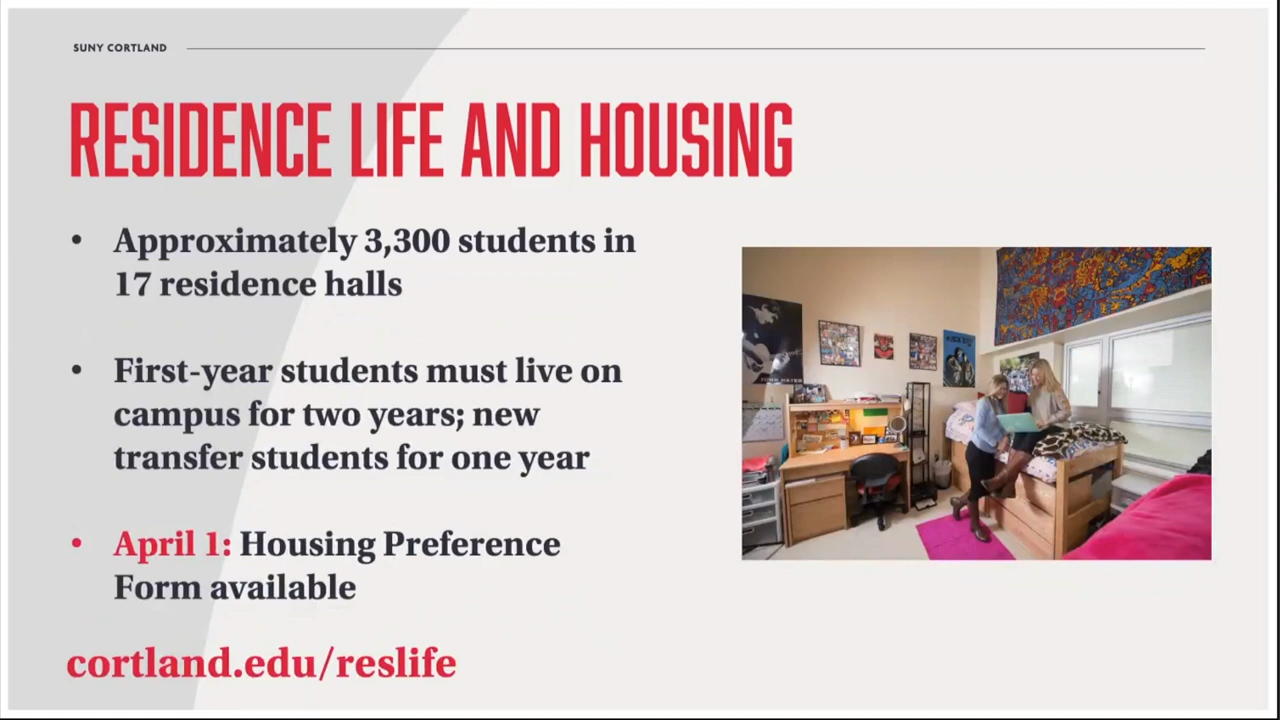 SUNY CORTLAND
RESIDENCE LIFE AND HOUSING
• Approximately 3,300 students in
17 residence halls
• First-year students must live on
campus for two years; new
transfer students for one year
• April 1: Housing Preference
Form available
cortland.edu/reslife
JOHN MAYER